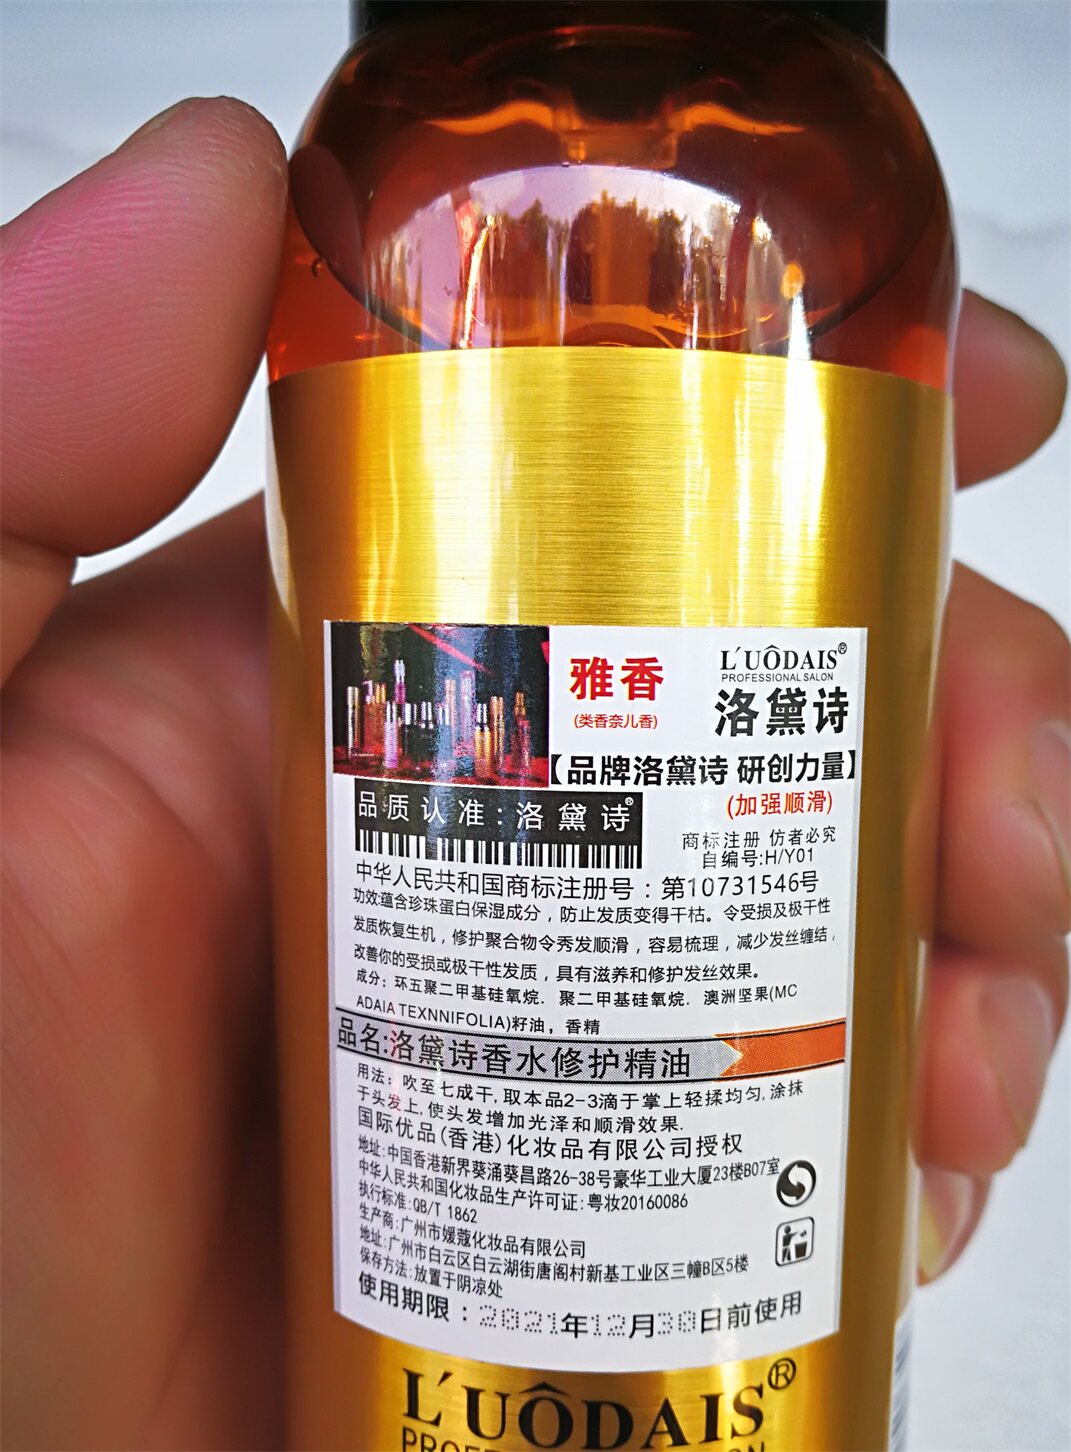 雅香
(类香奈儿香)
L'UÔDAIS®
PROFESSIONAL SALON
洛黛诗
【品牌洛黛诗 研创力量】
(加强顺滑)
品质认准：洛黛诗®
商标注册 仿者必究
自编号:H/Y01
中华人民共和国商标注册号：第10731546号
功效:蕴含珍珠蛋白保湿成分，防止发质变得干枯。令受损及极干性
发质恢复生机，修护聚合物令秀发顺滑，容易梳理，减少发丝缠结，
改善你的受损或极干性发质，具有滋养和修护发丝效果。
成分：环五聚二甲基硅氧烷．聚二甲基硅氧烷．澳洲坚果(MC
ADAIA TEXNNIFOLIA)籽油，香精
品名:洛黛诗香水修护精油
用法：吹至七成干,取本品2-3滴于掌上轻揉均匀,涂抹
于头发上,使头发增加光泽和顺滑效果.
国际优品(香港)化妆品有限公司授权
地址:中国香港新界葵涌葵昌路26-38号豪华工业大厦23楼B07室
中华人民共和国化妆品生产许可证:粤妆20160086
执行标准:QB/T 1862
生产商:广州市媛蔻化妆品有限公司
地址:广州市白云区白云湖街唐阁村新基工业区三幢B区5楼
保存方法:放置于阴凉处
使用期限：2021年12月30日前使用
L'UÔDAIS®